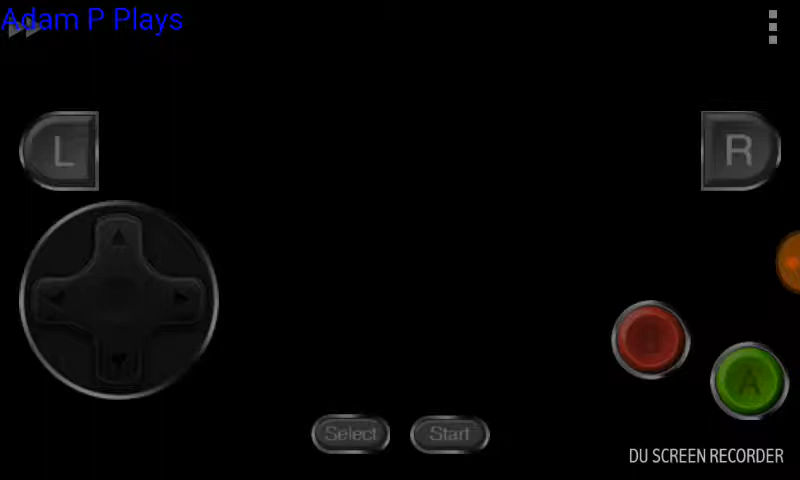 Adam P Plays
L
R
A
Select
Start
DU SCREEN RECORDER